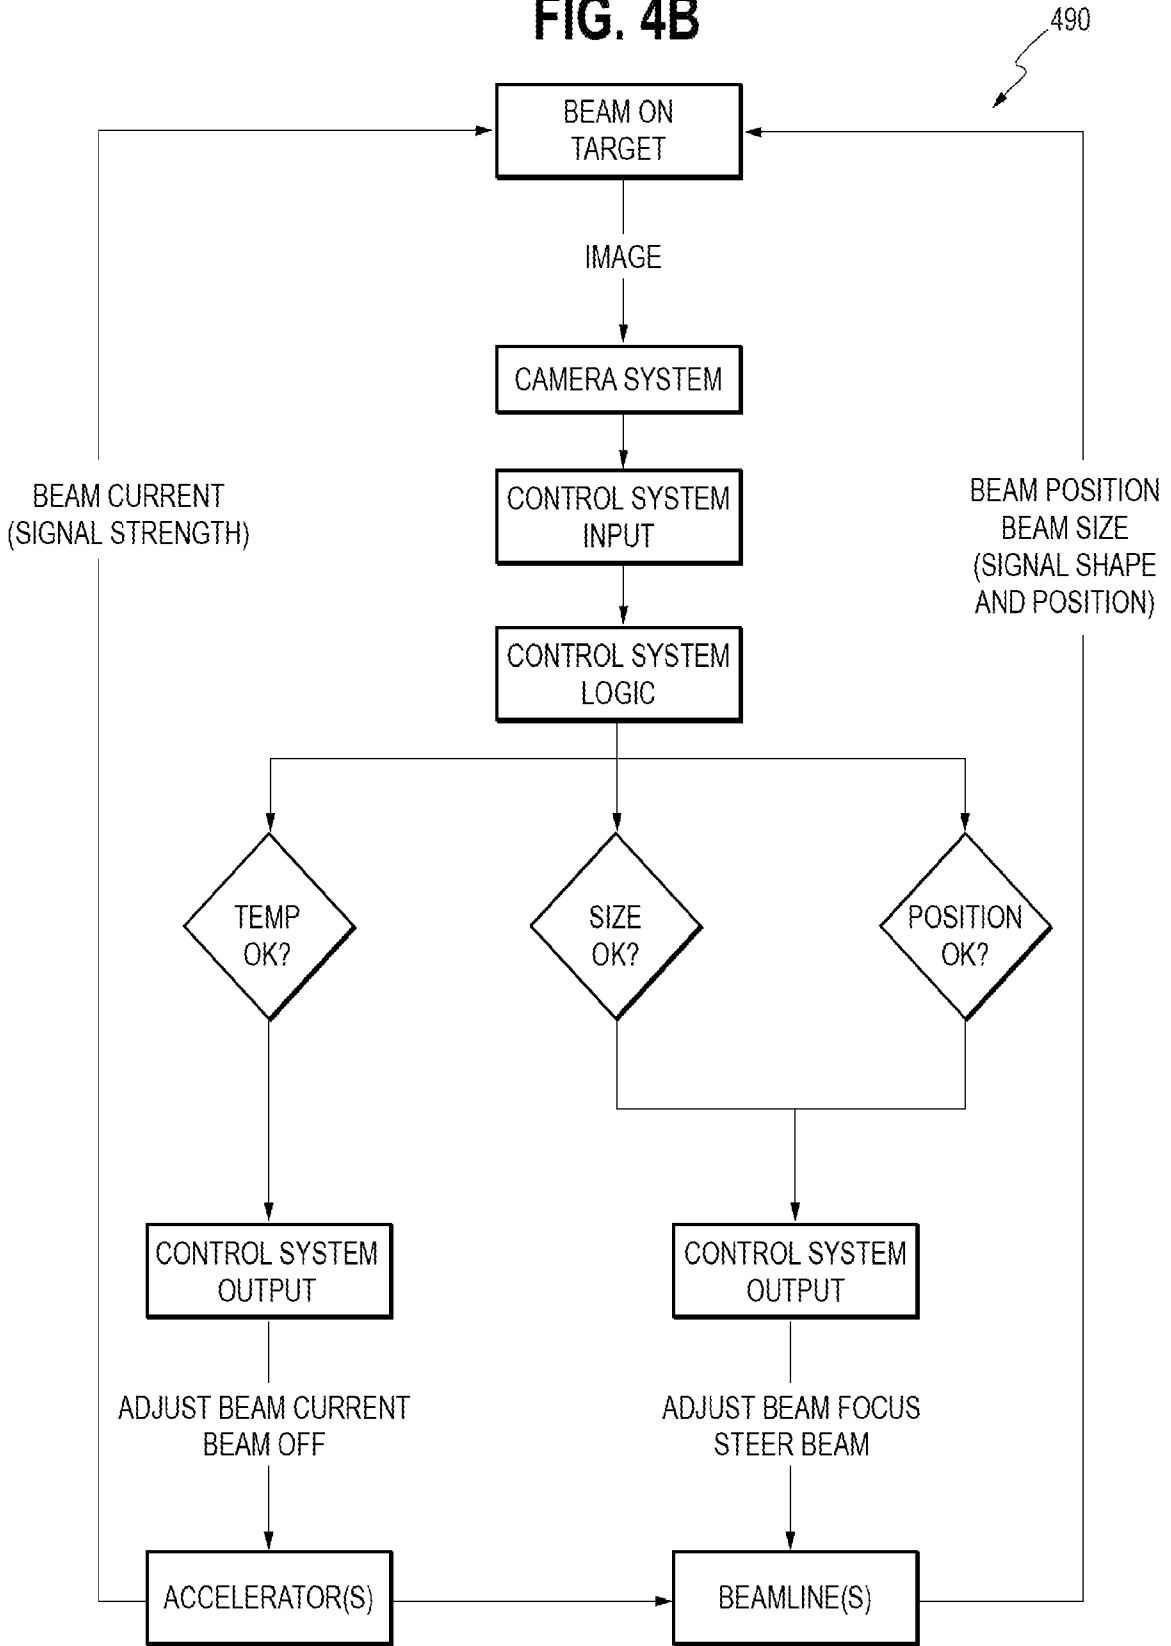 FIG. 4B
490
BEAM ON
TARGET
IMAGE
CAMERA SYSTEM
BEAM CURRENT
(SIGNAL STRENGTH)
CONTROL SYSTEM
INPUT
BEAM POSITION
BEAM SIZE
(SIGNAL SHAPE
AND POSITION)
CONTROL SYSTEM
LOGIC
TEMP
OK?
SIZE
OK?
POSITION
OK?
CONTROL SYSTEM
OUTPUT
CONTROL SYSTEM
OUTPUT
ADJUST BEAM CURRENT
BEAM OFF
ADJUST BEAM FOCUS
STEER BEAM
ACCELERATOR(S)
BEAMLINE(S)